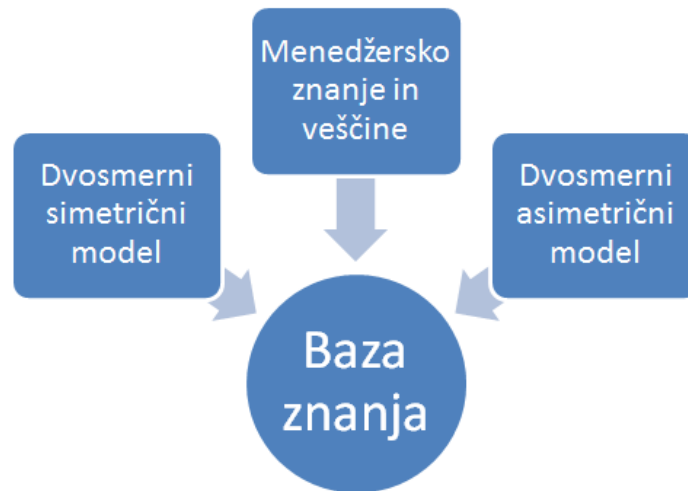 Menedžersko
znanje in
veščine
Dvosmerni
simetrični
model
Dvosmerni
asimetrični
model
Baza
znanja